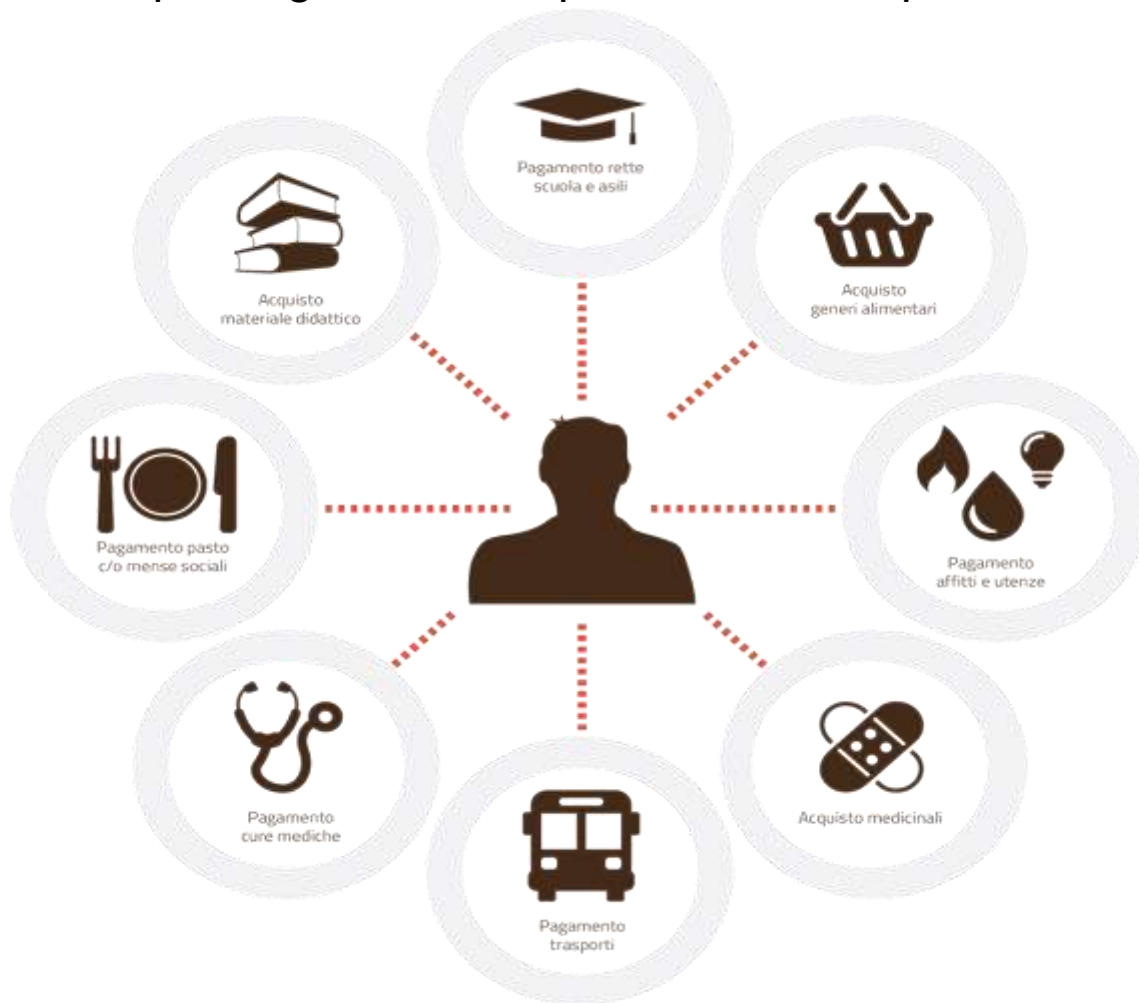 Pagamento rette
scuola e asili
Acquisto
generi alimentari
Pagamento
affitti e utenze
Acquisto medicinali
Pagamento
trasporti
Pagamento
cure mediche
Pagamento pasto
c/o mense sociali
Acquisto
materiale didattico